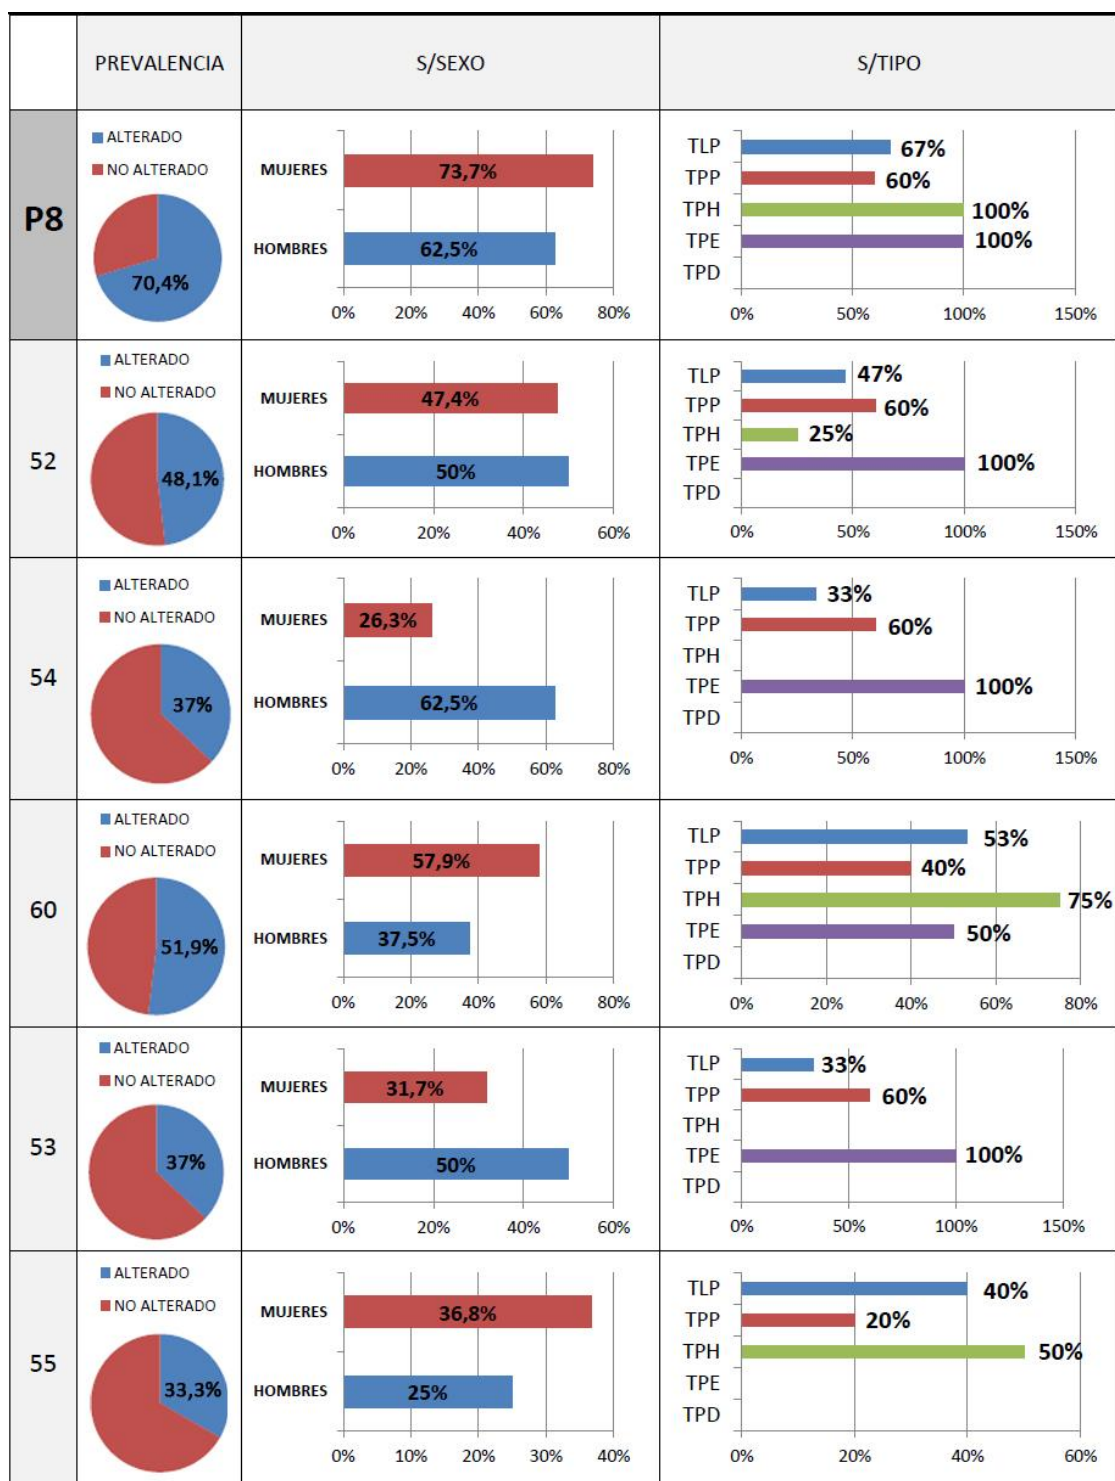 PREVALENCIA S/SEXO S/TIPO
P8
ALTERADO
NO ALTERADO
70,4%
MUJERES 73,7%
HOMBRES 62,5%
0% 20% 40% 60% 80%
TLP 67%
TPP 60%
TPH 100%
TPE 100%
TPD
0% 50% 100% 150%
52
ALTERADO
NO ALTERADO
48,1%
MUJERES 47,4%
HOMBRES 50%
0% 20% 40% 60%
TLP 47%
TPP 60%
TPH 25%
TPE 100%
TPD
0% 50% 100% 150%
54
ALTERADO
NO ALTERADO
37%
MUJERES 26,3%
HOMBRES 62,5%
0% 20% 40% 60% 80%
TLP 33%
TPP 60%
TPH
TPE 100%
TPD
0% 50% 100% 150%
60
ALTERADO
NO ALTERADO
51,9%
MUJERES 57,9%
HOMBRES 37,5%
0% 20% 40% 60% 80%
TLP 53%
TPP 40%
TPH 75%
TPE 50%
TPD
0% 20% 40% 60% 80%
53
ALTERADO
NO ALTERADO
37%
MUJERES 31,7%
HOMBRES 50%
0% 20% 40% 60%
TLP 33%
TPP 60%
TPH
TPE 100%
TPD
0% 50% 100% 150%
55
ALTERADO
NO ALTERADO
33,3%
MUJERES 36,8%
HOMBRES 25%
0% 10% 20% 30% 40%
TLP 40%
TPP 20%
TPH 50%
TPE
TPD
0% 20% 40% 60%